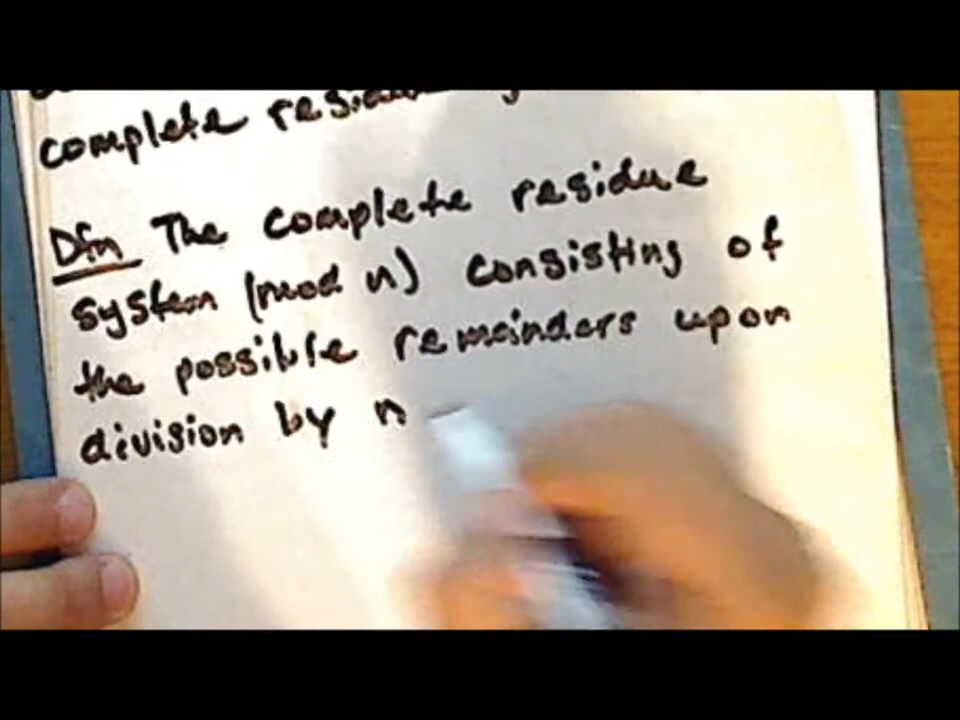 complete
Dfn The complete residue
system (mod n) consisting of
the possible remainders upon
division by n